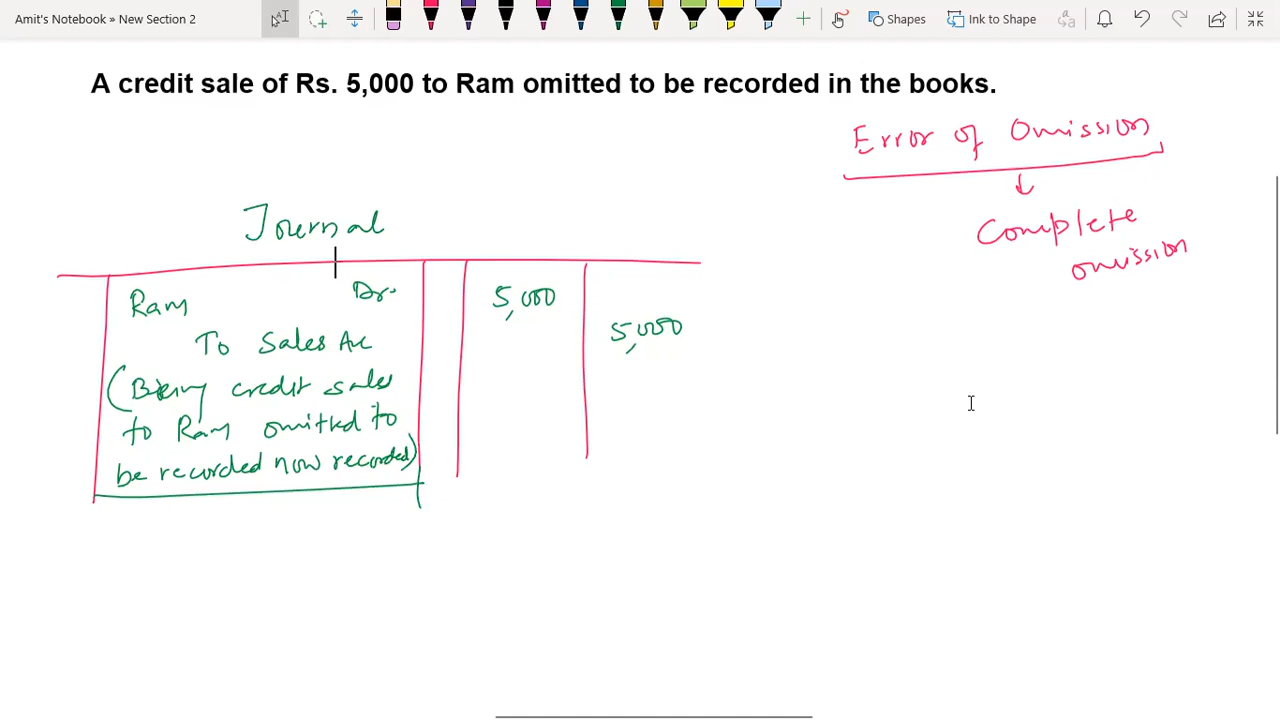 Amit's Notebook » New Section 2
Shapes
Ink to Shape
A credit sale of Rs. 5,000 to Ram omitted to be recorded in the books.
Error of Omission
Complete
omission
Journal
Ram Dr. 5,000
To Sales A/c 5,000
(Being credit sales
to Ram omitted to
be recorded now recorded)